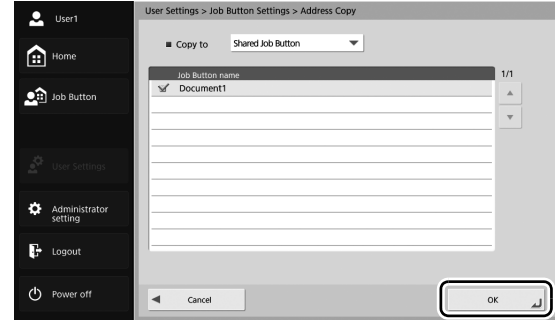 User1
User Settings > Job Button Settings > Address Copy
Home
Job Button
User Settings
Administrator
setting
Logout
Power off
Copy to
Shared Job Button
Job Button name
1/1
Document1
Cancel
OK